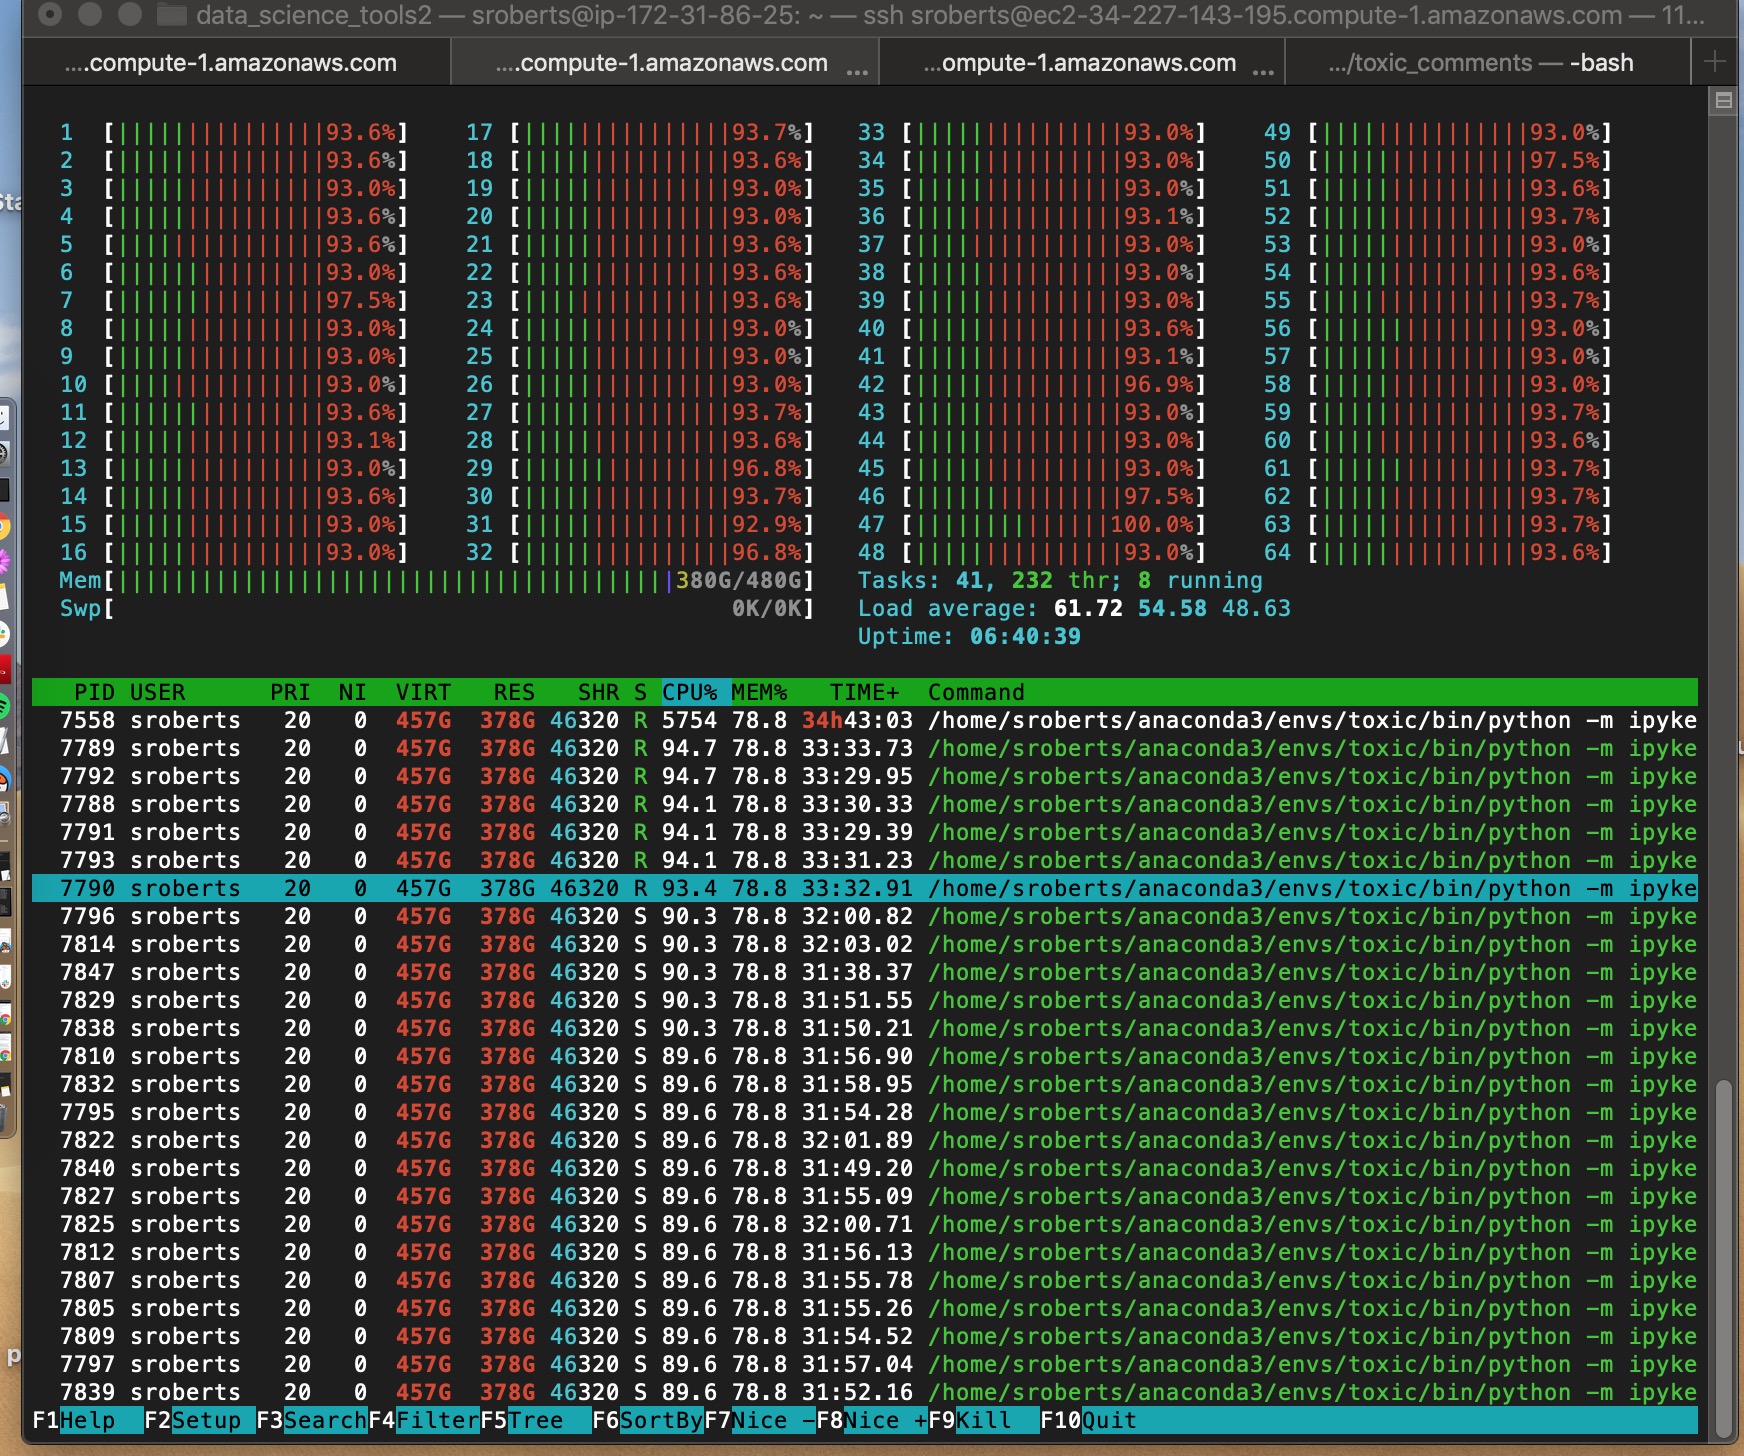 data_science_tools2 — sroberts@ip-172-31-86-25: ~ — ssh sroberts@ec2-34-227-143-195.compute-1.amazonaws.com — 11...
....compute-1.amazonaws.com ....compute-1.amazonaws.com ... ...ompute-1.amazonaws.com ... .../toxic_comments — -bash +
1 [93.6%] 17 [93.7%] 33 [93.0%] 49 [93.0%]
2 [93.6%] 18 [93.6%] 34 [93.0%] 50 [97.5%]
3 [93.0%] 19 [93.0%] 35 [93.0%] 51 [93.6%]
4 [93.6%] 20 [93.0%] 36 [93.1%] 52 [93.7%]
5 [93.6%] 21 [93.6%] 37 [93.0%] 53 [93.0%]
6 [93.0%] 22 [93.6%] 38 [93.0%] 54 [93.6%]
7 [97.5%] 23 [93.6%] 39 [93.0%] 55 [93.7%]
8 [93.0%] 24 [93.0%] 40 [93.6%] 56 [93.0%]
9 [93.0%] 25 [93.0%] 41 [93.1%] 57 [93.0%]
10 [93.0%] 26 [93.0%] 42 [96.9%] 58 [93.0%]
11 [93.6%] 27 [93.7%] 43 [93.0%] 59 [93.7%]
12 [93.1%] 28 [93.6%] 44 [93.0%] 60 [93.6%]
13 [93.0%] 29 [96.8%] 45 [93.0%] 61 [93.7%]
14 [93.6%] 30 [93.7%] 46 [97.5%] 62 [93.7%]
15 [93.0%] 31 [92.9%] 47 [100.0%] 63 [93.7%]
16 [93.0%] 32 [96.8%] 48 [93.0%] 64 [93.6%]
Mem[380G/480G] Tasks: 41, 232 thr; 8 running
Swp[0K/0K] Load average: 61.72 54.58 48.63
Uptime: 06:40:39
PID USER PRI NI VIRT RES SHR S CPU% MEM% TIME+ Command
7558 sroberts 20 0 457G 378G 46320 R 5754 78.8 34h43:03 /home/sroberts/anaconda3/envs/toxic/bin/python -m ipyke
7789 sroberts 20 0 457G 378G 46320 R 94.7 78.8 33:33.73 /home/sroberts/anaconda3/envs/toxic/bin/python -m ipyke
7792 sroberts 20 0 457G 378G 46320 R 94.7 78.8 33:29.95 /home/sroberts/anaconda3/envs/toxic/bin/python -m ipyke
7788 sroberts 20 0 457G 378G 46320 R 94.1 78.8 33:30.33 /home/sroberts/anaconda3/envs/toxic/bin/python -m ipyke
7791 sroberts 20 0 457G 378G 46320 R 94.1 78.8 33:29.39 /home/sroberts/anaconda3/envs/toxic/bin/python -m ipyke
7793 sroberts 20 0 457G 378G 46320 R 94.1 78.8 33:31.23 /home/sroberts/anaconda3/envs/toxic/bin/python -m ipyke
7790 sroberts 20 0 457G 378G 46320 R 93.4 78.8 33:32.91 /home/sroberts/anaconda3/envs/toxic/bin/python -m ipyke
7796 sroberts 20 0 457G 378G 46320 S 90.3 78.8 32:00.82 /home/sroberts/anaconda3/envs/toxic/bin/python -m ipyke
7814 sroberts 20 0 457G 378G 46320 S 90.3 78.8 32:03.02 /home/sroberts/anaconda3/envs/toxic/bin/python -m ipyke
7847 sroberts 20 0 457G 378G 46320 S 90.3 78.8 31:38.37 /home/sroberts/anaconda3/envs/toxic/bin/python -m ipyke
7829 sroberts 20 0 457G 378G 46320 S 90.3 78.8 31:51.55 /home/sroberts/anaconda3/envs/toxic/bin/python -m ipyke
7838 sroberts 20 0 457G 378G 46320 S 90.3 78.8 31:50.21 /home/sroberts/anaconda3/envs/toxic/bin/python -m ipyke
7810 sroberts 20 0 457G 378G 46320 S 89.6 78.8 31:56.90 /home/sroberts/anaconda3/envs/toxic/bin/python -m ipyke
7832 sroberts 20 0 457G 378G 46320 S 89.6 78.8 31:58.95 /home/sroberts/anaconda3/envs/toxic/bin/python -m ipyke
7795 sroberts 20 0 457G 378G 46320 S 89.6 78.8 31:54.28 /home/sroberts/anaconda3/envs/toxic/bin/python -m ipyke
7822 sroberts 20 0 457G 378G 46320 S 89.6 78.8 32:01.89 /home/sroberts/anaconda3/envs/toxic/bin/python -m ipyke
7840 sroberts 20 0 457G 378G 46320 S 89.6 78.8 31:49.20 /home/sroberts/anaconda3/envs/toxic/bin/python -m ipyke
7827 sroberts 20 0 457G 378G 46320 S 89.6 78.8 31:55.09 /home/sroberts/anaconda3/envs/toxic/bin/python -m ipyke
7825 sroberts 20 0 457G 378G 46320 S 89.6 78.8 32:00.71 /home/sroberts/anaconda3/envs/toxic/bin/python -m ipyke
7812 sroberts 20 0 457G 378G 46320 S 89.6 78.8 31:56.13 /home/sroberts/anaconda3/envs/toxic/bin/python -m ipyke
7807 sroberts 20 0 457G 378G 46320 S 89.6 78.8 31:55.78 /home/sroberts/anaconda3/envs/toxic/bin/python -m ipyke
7805 sroberts 20 0 457G 378G 46320 S 89.6 78.8 31:55.26 /home/sroberts/anaconda3/envs/toxic/bin/python -m ipyke
7809 sroberts 20 0 457G 378G 46320 S 89.6 78.8 31:54.52 /home/sroberts/anaconda3/envs/toxic/bin/python -m ipyke
7797 sroberts 20 0 457G 378G 46320 S 89.6 78.8 31:57.04 /home/sroberts/anaconda3/envs/toxic/bin/python -m ipyke
7839 sroberts 20 0 457G 378G 46320 S 89.6 78.8 31:52.16 /home/sroberts/anaconda3/envs/toxic/bin/python -m ipyke
F1Help F2Setup F3SearchF4FilterF5Tree F6SortByF7Nice -F8Nice +F9Kill F10Quit